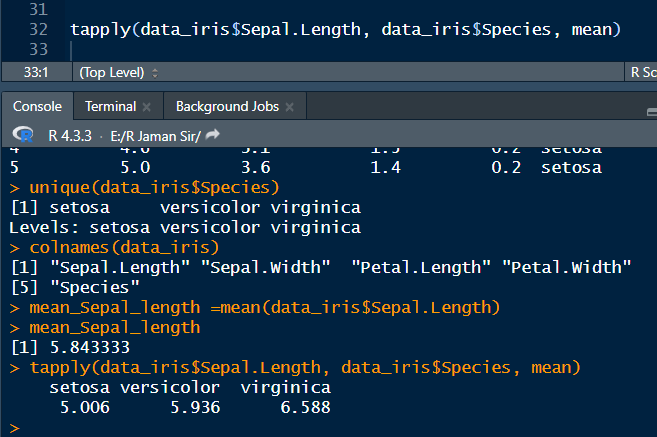 31
32 tapply(data_iris$Sepal.Length, data_iris$Species, mean)
33
33:1 (Top Level) R Sc
Console Terminal Background Jobs
R 4.3.3 · E:/R Jaman Sir/
4 4.6 3.1 1.5 0.2 setosa
5 5.0 3.6 1.4 0.2 setosa
> unique(data_iris$Species)
[1] setosa versicolor virginica
Levels: setosa versicolor virginica
> colnames(data_iris)
[1] "Sepal.Length" "Sepal.Width" "Petal.Length" "Petal.Width"
[5] "Species"
> mean_Sepal_length =mean(data_iris$Sepal.Length)
> mean_Sepal_length
[1] 5.843333
> tapply(data_iris$Sepal.Length, data_iris$Species, mean)
setosa versicolor virginica
5.006 5.936 6.588
>